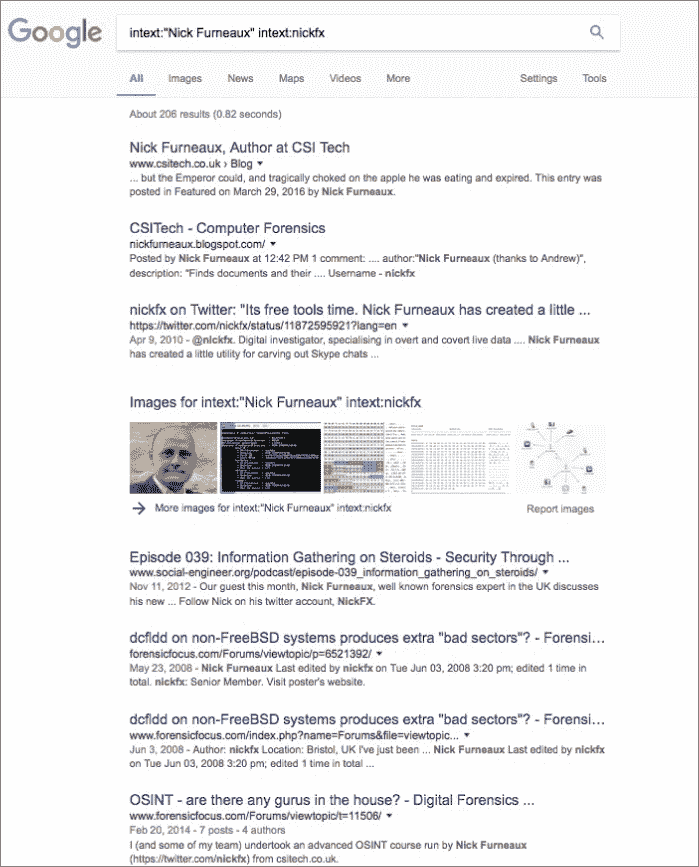 Google
intext:"Nick Furneaux" intext:nickfx
All Images News Maps Videos More Settings Tools
About 206 results (0.82 seconds)
Nick Furneaux, Author at CSI Tech
www.csitech.co.uk › Blog ▼
... but the Emperor could, and tragically choked on the apple he was eating and expired. This entry was
posted in Featured on March 29, 2016 by Nick Furneaux.
CSITech - Computer Forensics
nickfurneaux.blogspot.com/ ▼
Posted by Nick Furneaux at 12:42 PM 1 comment: .... author:"Nick Furneaux (thanks to Andrew)",
description: "Finds documents and their .... Username - nickfx
nickfx on Twitter: "Its free tools time. Nick Furneaux has created a little ...
https://twitter.com/nickfx/status/11872595921?lang=en ▼
Apr 9, 2010 - @nickfx. Digital investigator, specialising in overt and covert live data .... Nick Furneaux
has created a little utility for carving out Skype chats ...
Images for intext:"Nick Furneaux" intext:nickfx
→ More images for intext:"Nick Furneaux" intext:nickfx Report images
Episode 039: Information Gathering on Steroids - Security Through ...
www.social-engineer.org/podcast/episode-039_information_gathering_on_steroids/ ▼
Nov 11, 2012 - Our guest this month, Nick Furneaux, well known forensics expert in the UK discusses
his new ... Follow Nick on his twitter account, NickFX.
dcfldd on non-FreeBSD systems produces extra "bad sectors"? - Forensi...
forensicfocus.com/Forums/viewtopic/p=6521392/ ▼
May 23, 2008 - Nick Furneaux Last edited by nickfx on Tue Jun 03, 2008 3:20 pm; edited 1 time in
total. nickfx: Senior Member. Visit poster's website.
dcfldd on non-FreeBSD systems produces extra "bad sectors"? - Forensi...
www.forensicfocus.com/index.php?name=Forums&file=viewtopic... ▼
Jun 3, 2008 - Author: nickfx Location: Bristol, UK I've just been ... Nick Furneaux Last edited by nickfx
on Tue Jun 03, 2008 3:20 pm; edited 1 time in total ...
OSINT - are there any gurus in the house? - Digital Forensics ...
www.forensicfocus.com/Forums/viewtopic/t=11506/ ▼
Feb 20, 2014 - 7 posts - 4 authors
I (and some of my team) undertook an advanced OSINT course run by Nick Furneaux
(https://twitter.com/nickfx) from csitech.co.uk.